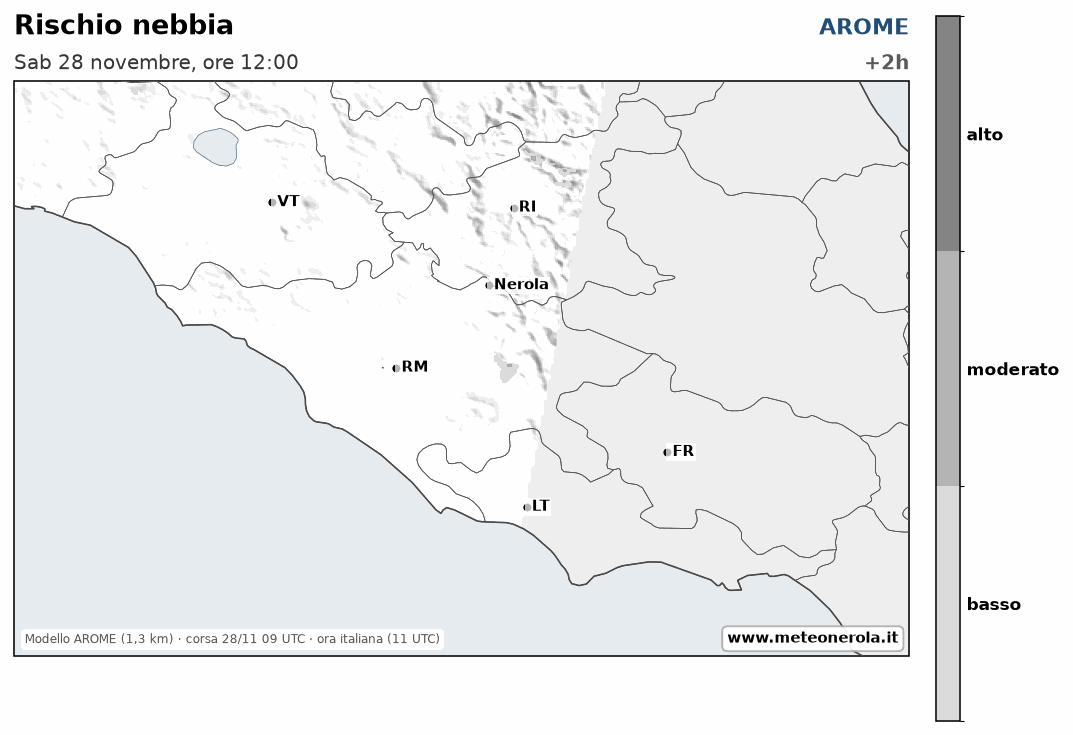 Rischio nebbia
AROME
Sab 28 novembre, ore 12:00
+2h
alto
moderato
basso
VT
RI
Nerola
RM
FR
LT
Modello AROME (1,3 km) · corsa 28/11 09 UTC · ora italiana (11 UTC)
www.meteonerola.it